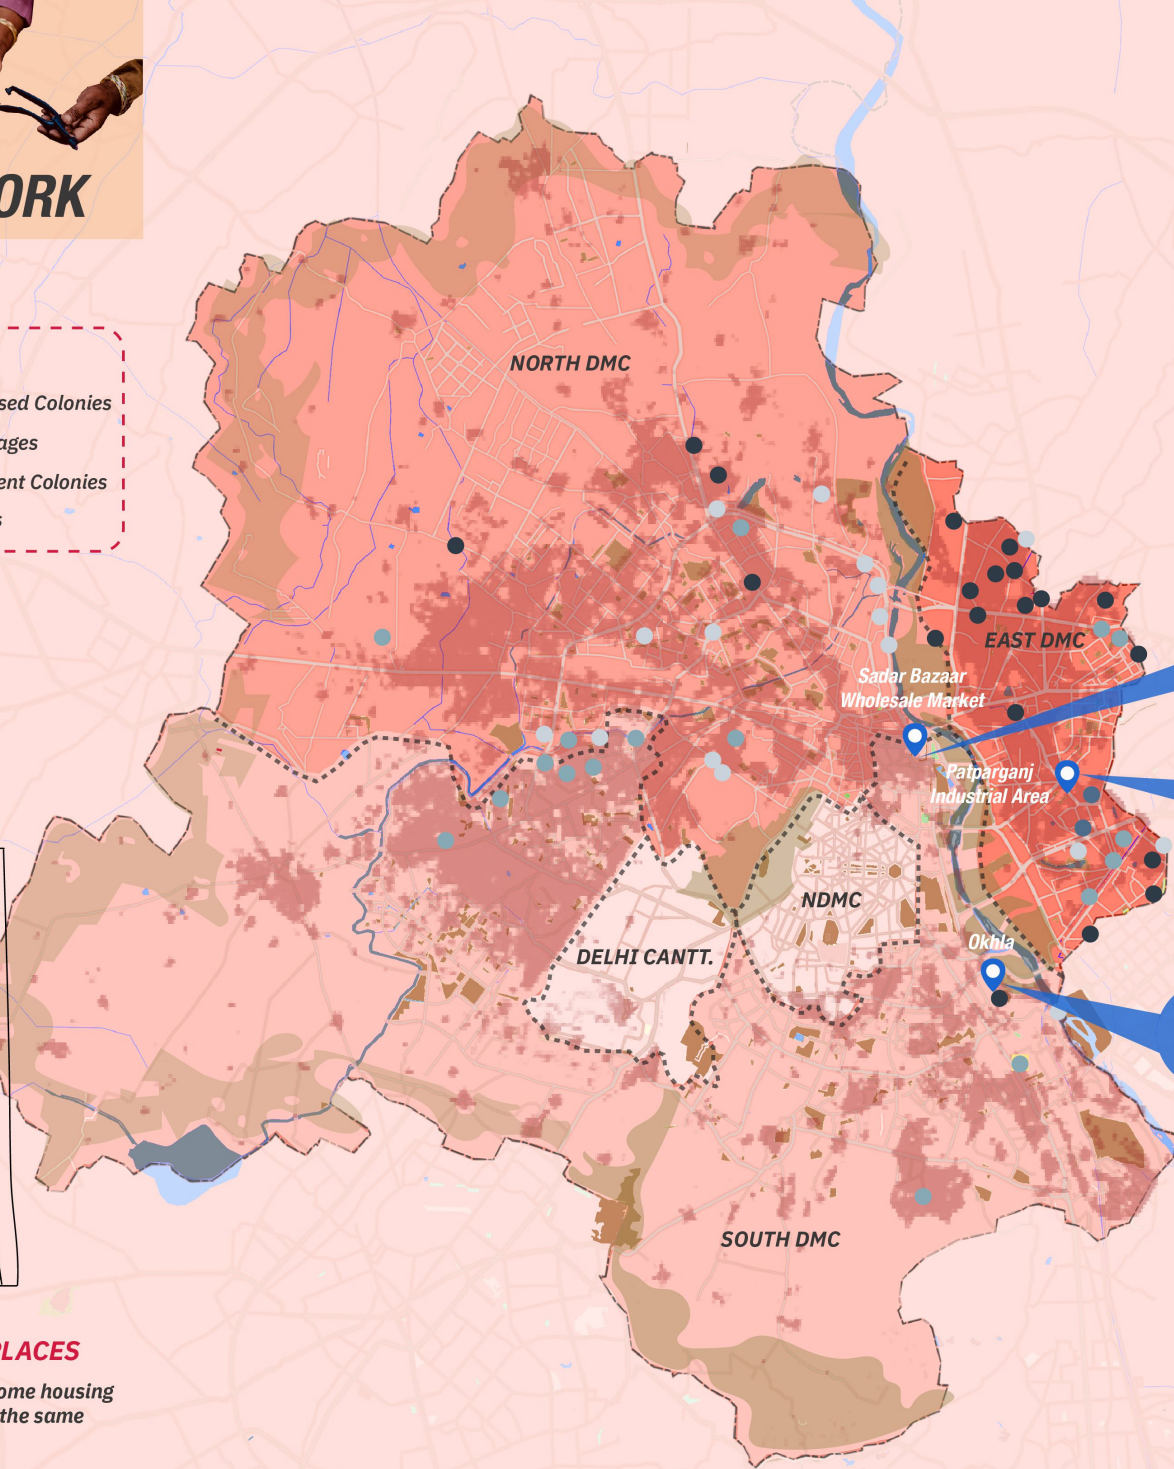 ORK
sed Colonies
ages
ent Colonies
s
NORTH DMC
EAST DMC
Sadar Bazaar
Wholesale Market
Patparganj
Industrial Area
NDMC
Okhla
DELHI CANTT.
SOUTH DMC
PLACES
ome housing
the same